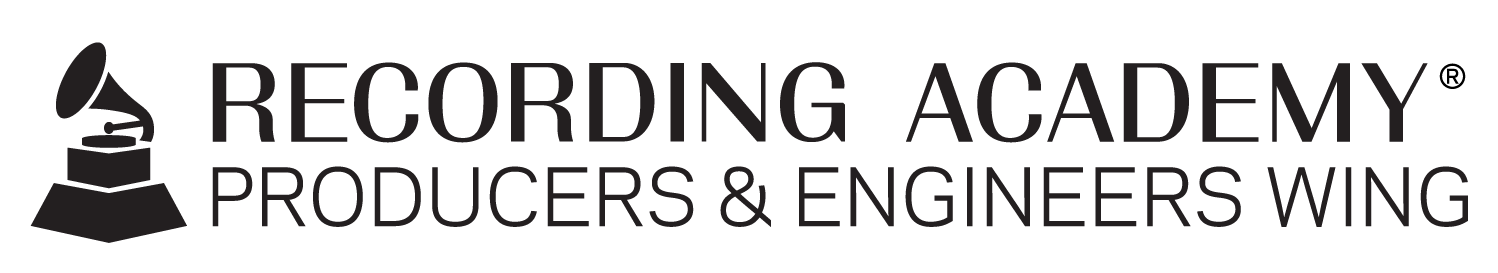 RECORDING ACADEMY®
PRODUCERS & ENGINEERS WING